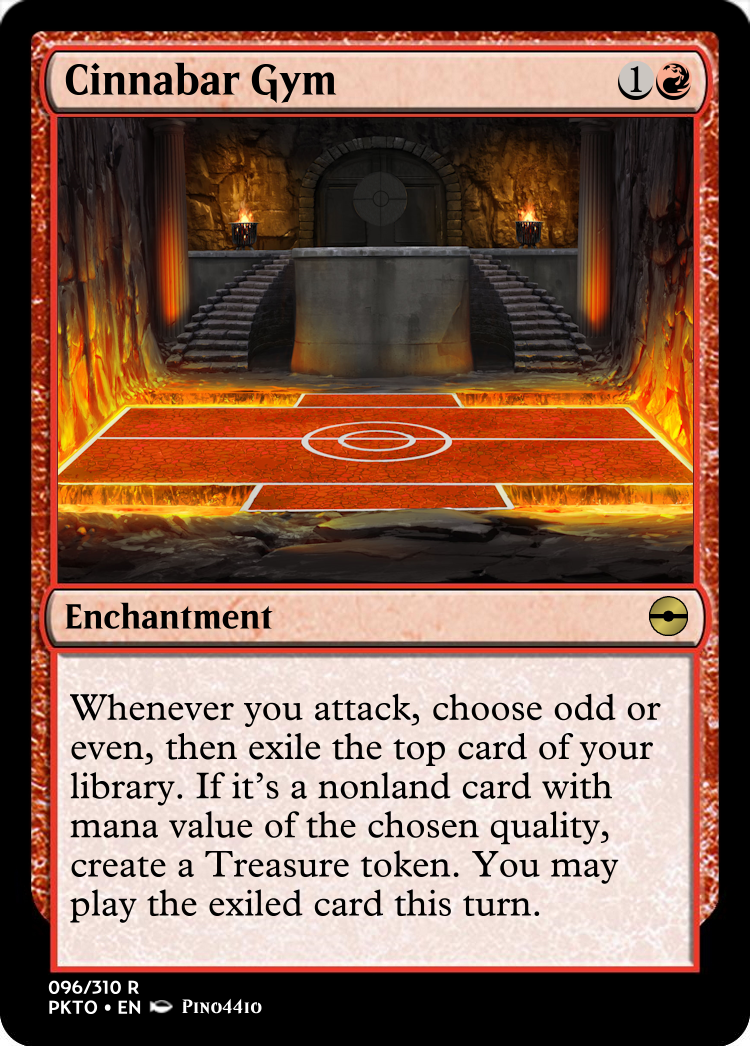 Cinnabar Gym 1
Enchantment
Whenever you attack, choose odd or
even, then exile the top card of your
library. If it's a nonland card with
mana value of the chosen quality,
create a Treasure token. You may
play the exiled card this turn.
096/310 R
PKTO • EN Pino4410